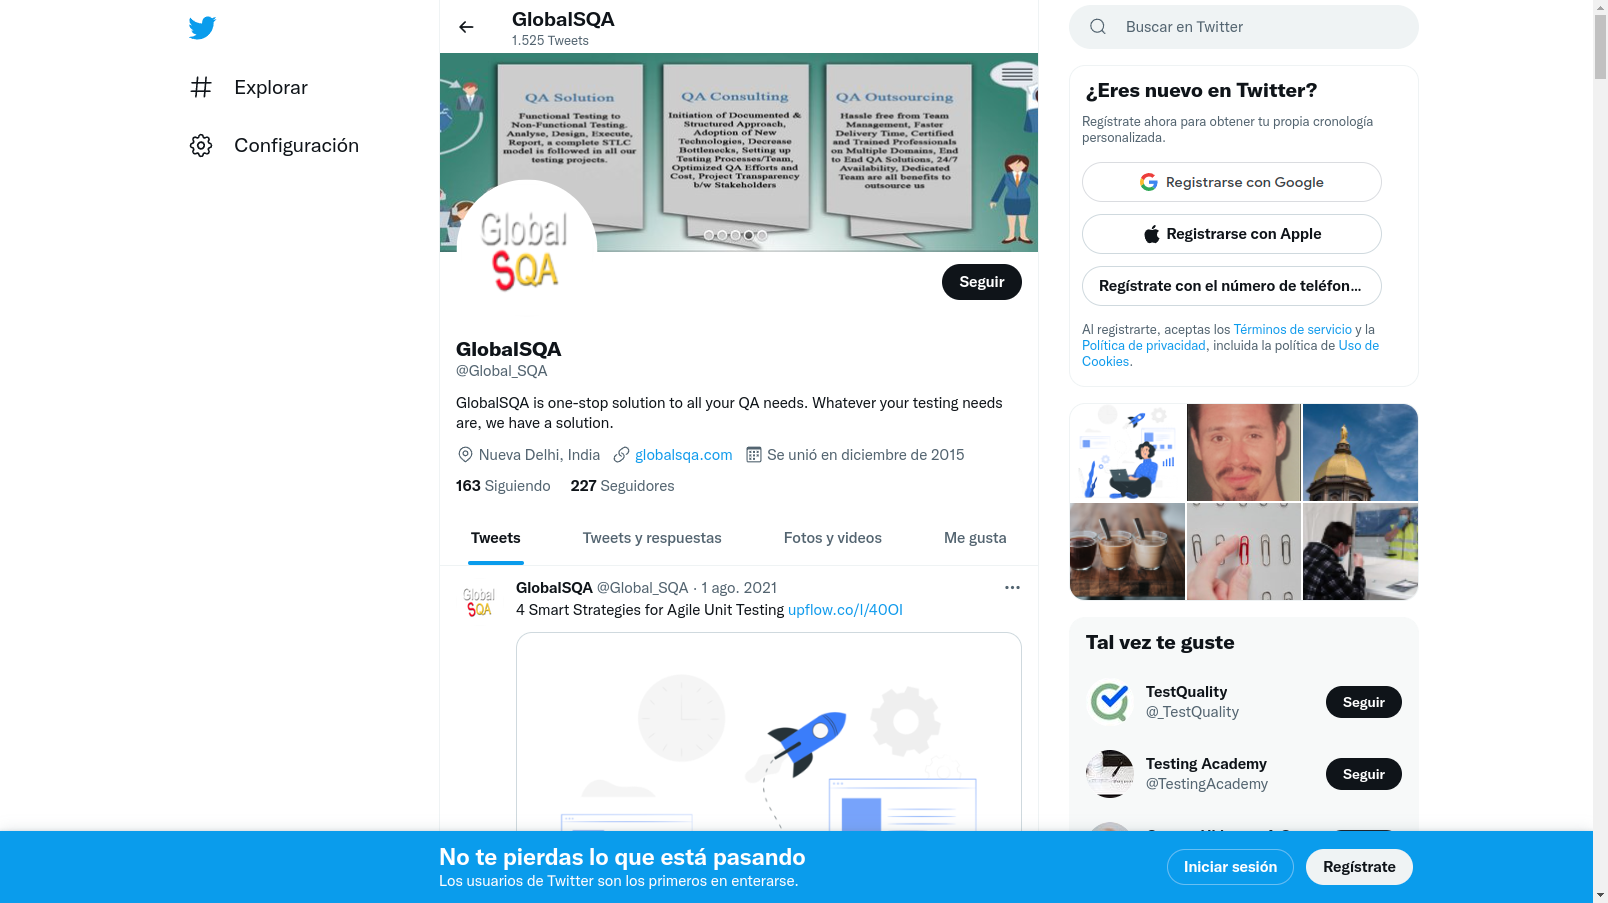 Explorar
Configuración
GlobalSQA
1.525 Tweets
QA Solution
Functional Testing to
Non-Functional Testing.
Analyse, Design, Execute,
Report, a complete STLC
model is followed in all our
testing projects.
QA Consulting
Initiation of Documented &
Structured Approach,
Adoption of New
Technologies, Decrease
Bottlenecks, Setting up
Testing Processes/Team,
Optimized QA Efforts and
Cost, Project Transparency
b/w Stakeholders
QA Outsourcing
Hassle free from Team
Management, Faster
Delivery Time, Certified
and Trained Professionals
on Multiple Domains, End
to End QA Solutions, 24/7
Availability, Dedicated
Team are all benefits to
outsource us
Global
SQA
Seguir
GlobalSQA
@Global_SQA
GlobalSQA is one-stop solution to all your QA needs. Whatever your testing needs
are, we have a solution.
Nueva Delhi, India globalsqa.com Se unió en diciembre de 2015
163 Siguiendo 227 Seguidores
Tweets Tweets y respuestas Fotos y videos Me gusta
Global
SQA
GlobalSQA @Global_SQA · 1 ago. 2021
4 Smart Strategies for Agile Unit Testing upflow.co/l/40OI
Buscar en Twitter
¿Eres nuevo en Twitter?
Regístrate ahora para obtener tu propia cronología
personalizada.
Registrarse con Google
Registrarse con Apple
Regístrate con el número de teléfon...
Al registrarte, aceptas los Términos de servicio y la
Política de privacidad, incluida la política de Uso de
Cookies.
Tal vez te guste
TestQuality
@_TestQuality
Seguir
Testing Academy
@TestingAcademy
Seguir
No te pierdas lo que está pasando
Los usuarios de Twitter son los primeros en enterarse.
Iniciar sesión
Regístrate